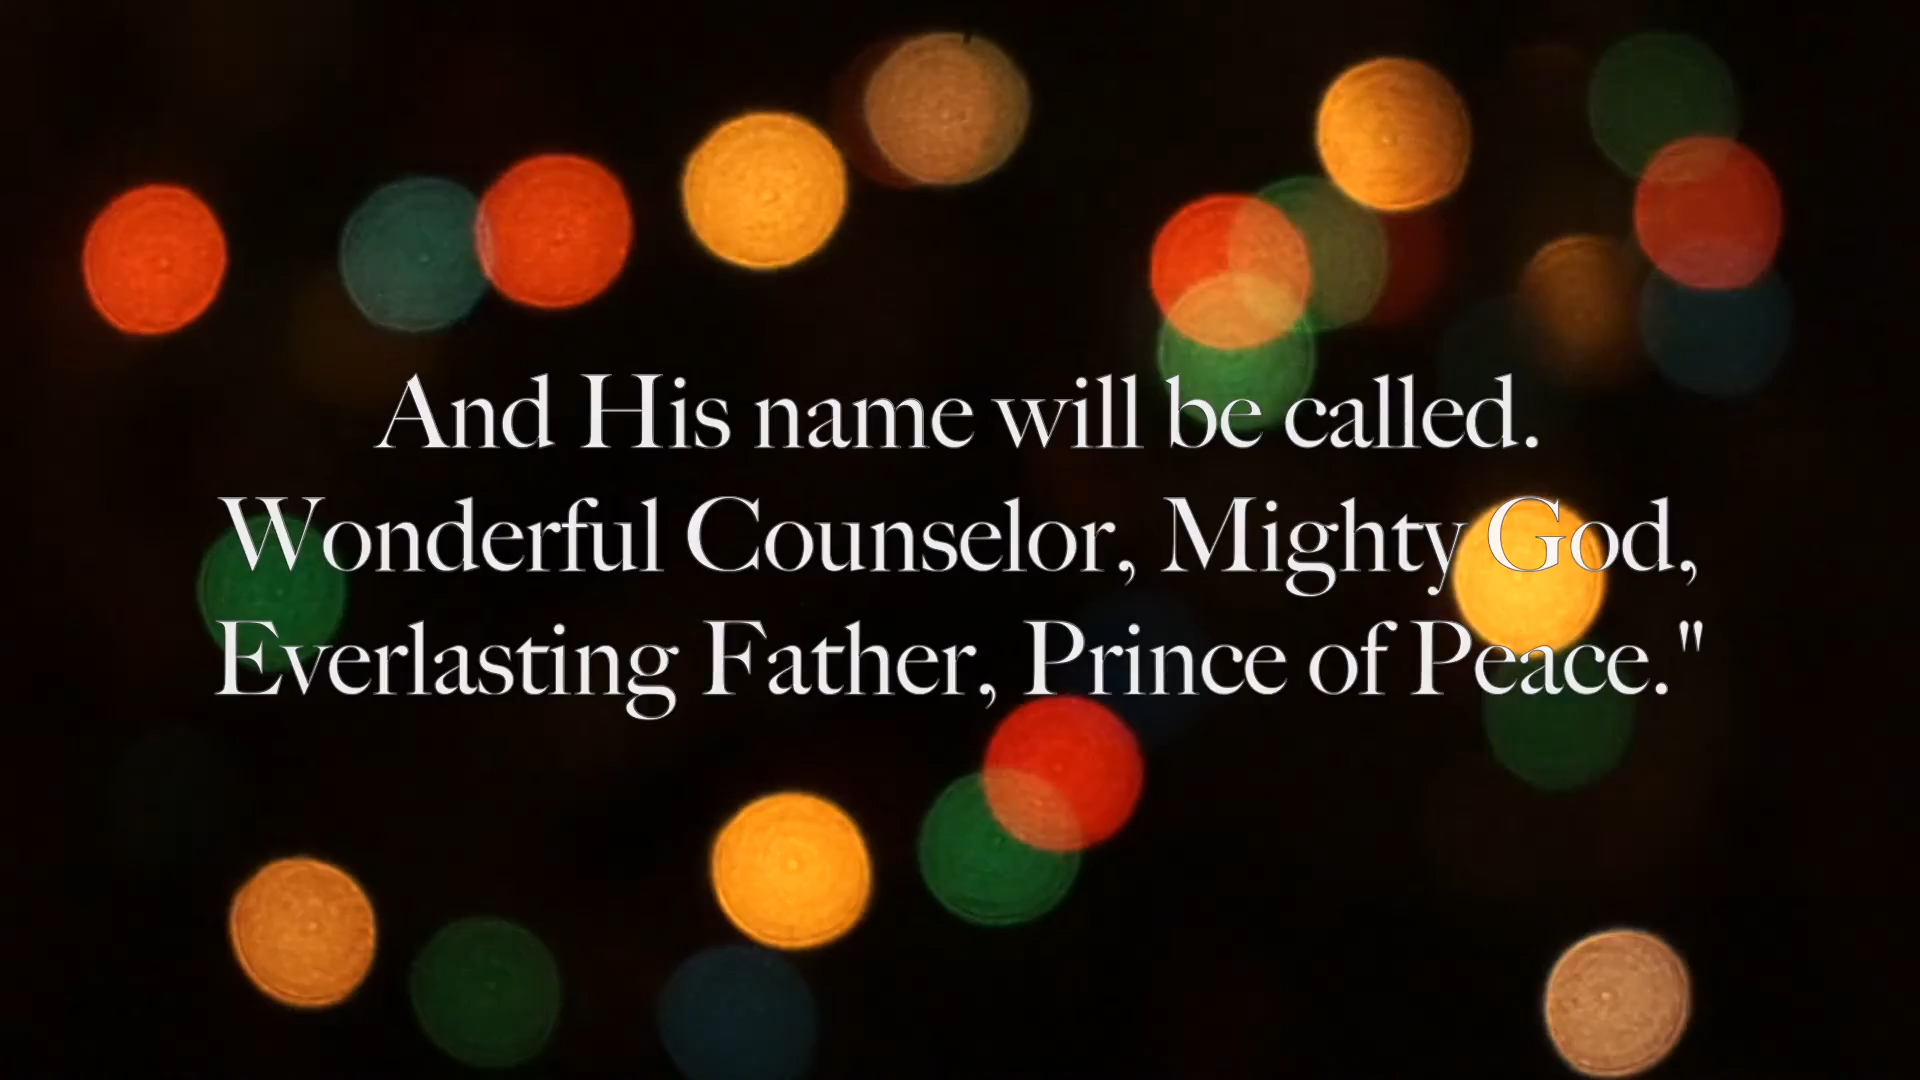 And His name will be called.
Wonderful Counselor, Mighty God,
Everlasting Father, Prince of Peace."